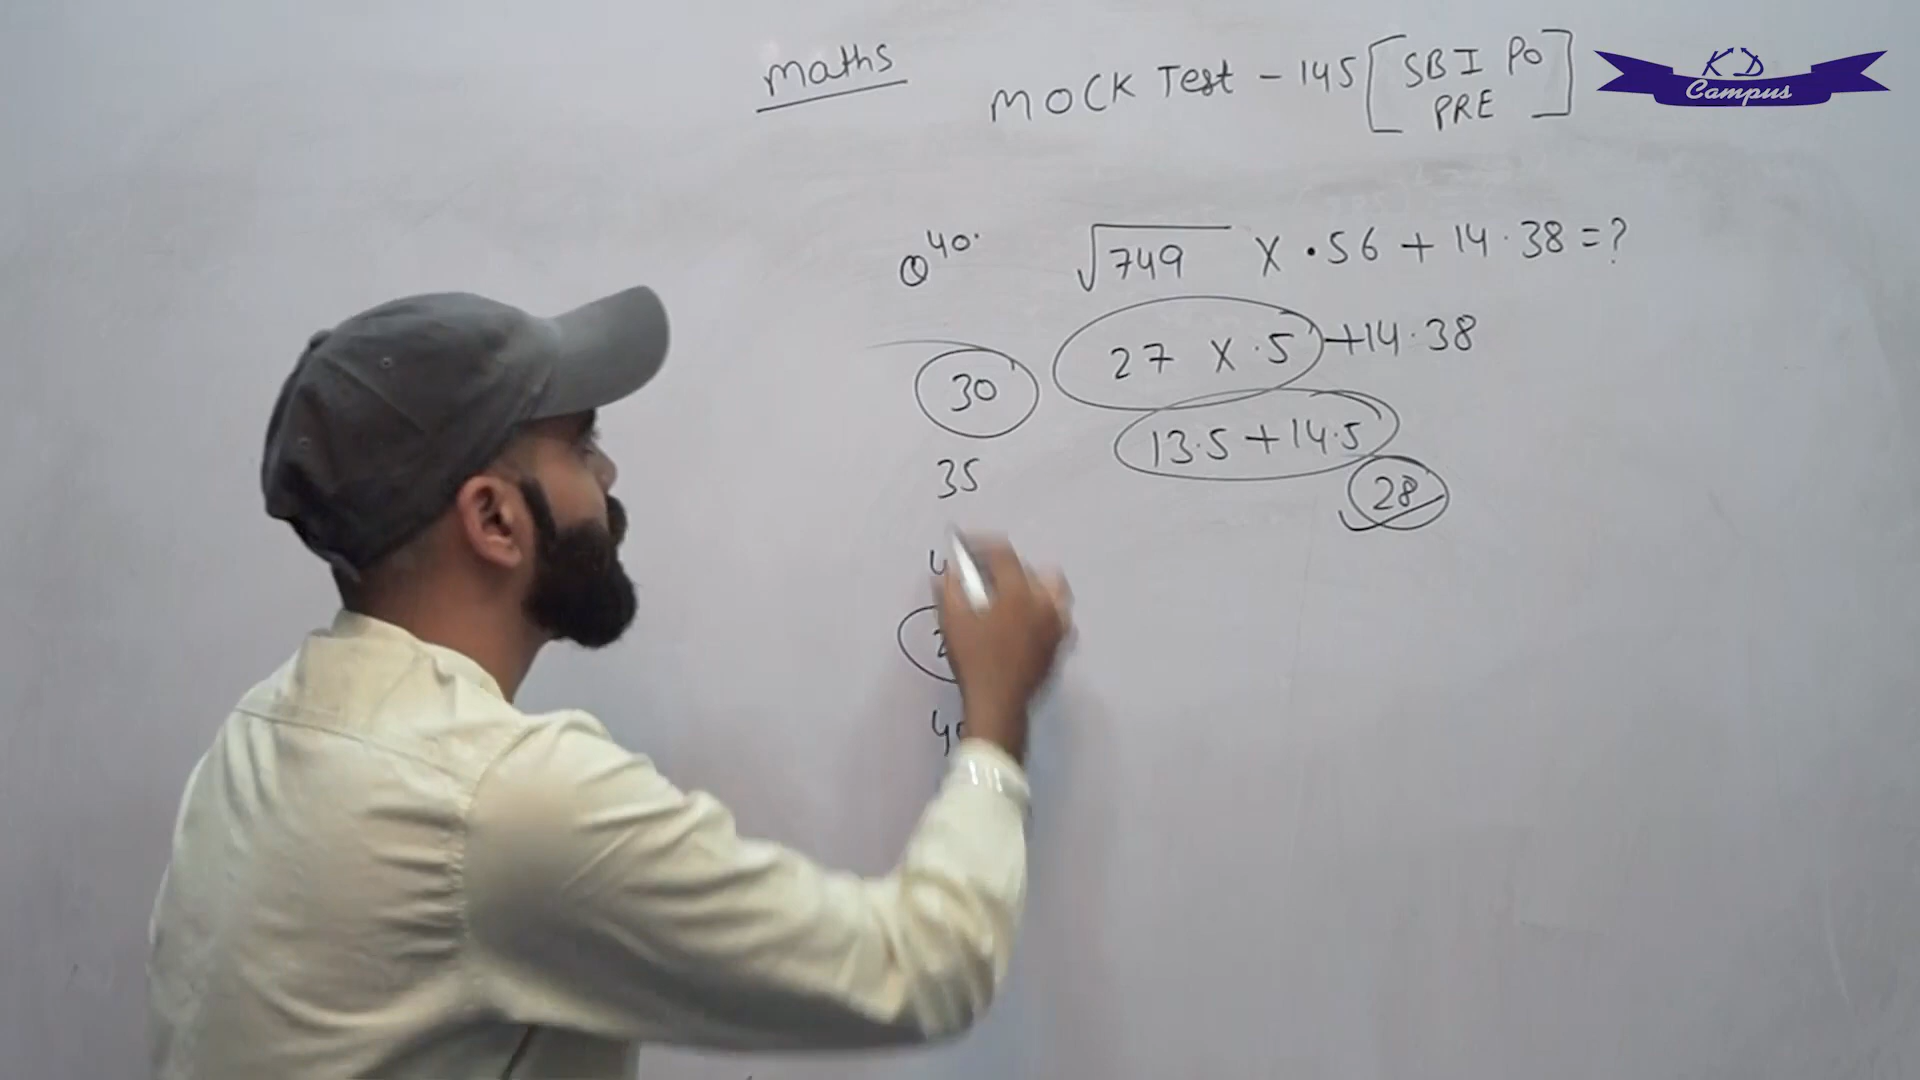 maths
MOCK Test - 145 [SBI PO PRE]
KD
Campus
Q 40. √749 X .56 + 14.38 = ?
27 X .5 + 14.38
30
13.5 + 14.5
35
28